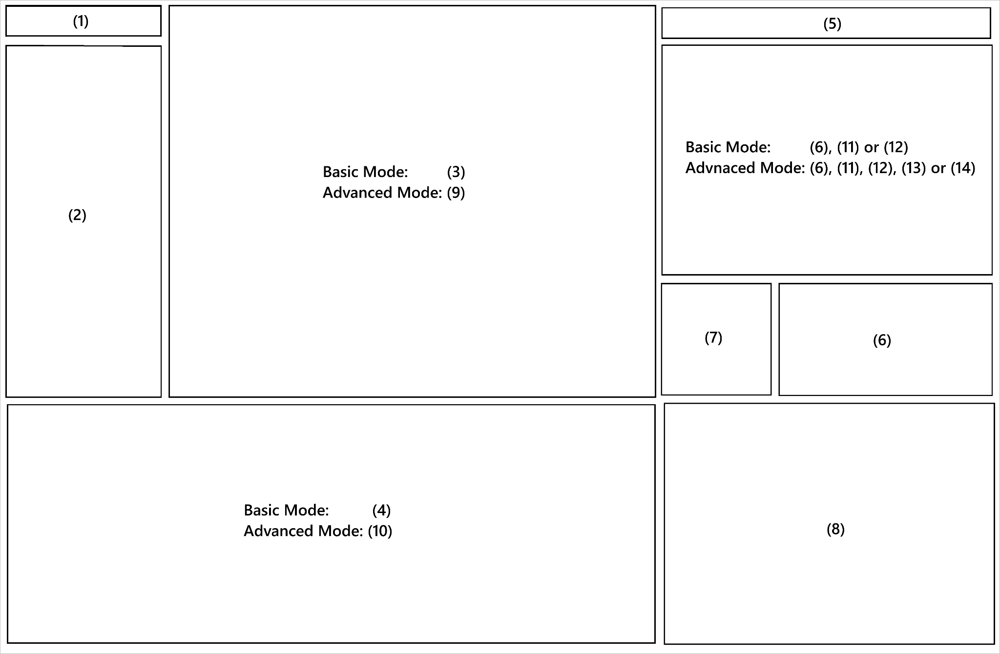 (1)
(2)
Basic Mode: (3)
Advanced Mode: (9)
(5)
Basic Mode: (6), (11) or (12)
Advnaced Mode: (6), (11), (12), (13) or (14)
(7)
(6)
Basic Mode: (4)
Advanced Mode: (10)
(8)